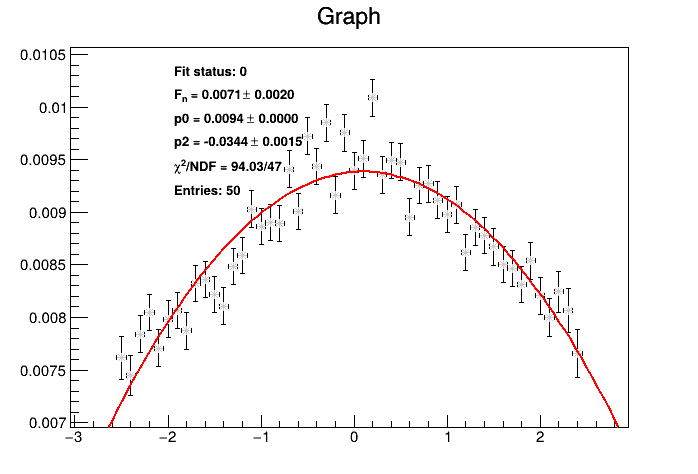 Graph
Fit status: 0
Fn = 0.0071± 0.0020
p0 = 0.0094 ± 0.0000
p2 = -0.0344 ± 0.0015
χ²/NDF = 94.03/47
Entries: 50
0.0105
0.01
0.0095
0.009
0.0085
0.008
0.0075
0.007
−3 −2 −1 0 1 2